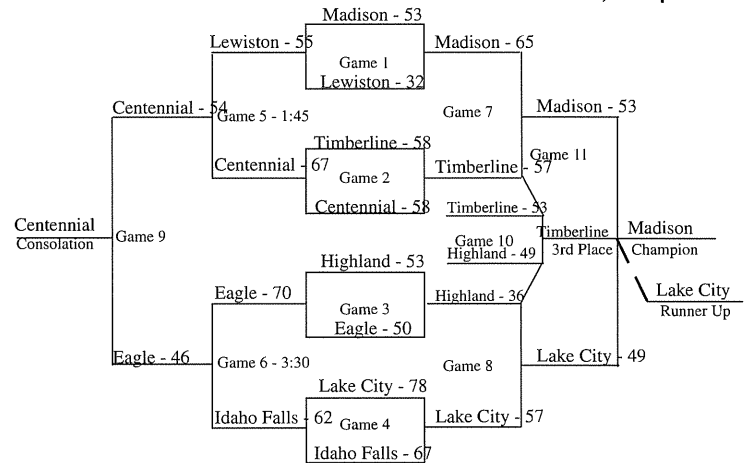 Madison - 53
Lewiston - 55
Madison - 65
Game 1
Lewiston - 32
Centennial - 54
Game 5 - 1:45
Game 7
Madison - 53
Timberline - 58
Centennial - 67
Game 2
Timberline - 57
Game 11
Centennial - 58
Timberline - 53
Centennial
Consolation
Game 9
Game 10
Timberline
3rd Place
Madison
Champion
Highland - 49
Highland - 53
Eagle - 70
Game 3
Highland - 36
Lake City
Runner Up
Eagle - 50
Eagle - 46
Game 6 - 3:30
Game 8
Lake City - 49
Lake City - 78
Idaho Falls - 62
Game 4
Lake City - 57
Idaho Falls - 67